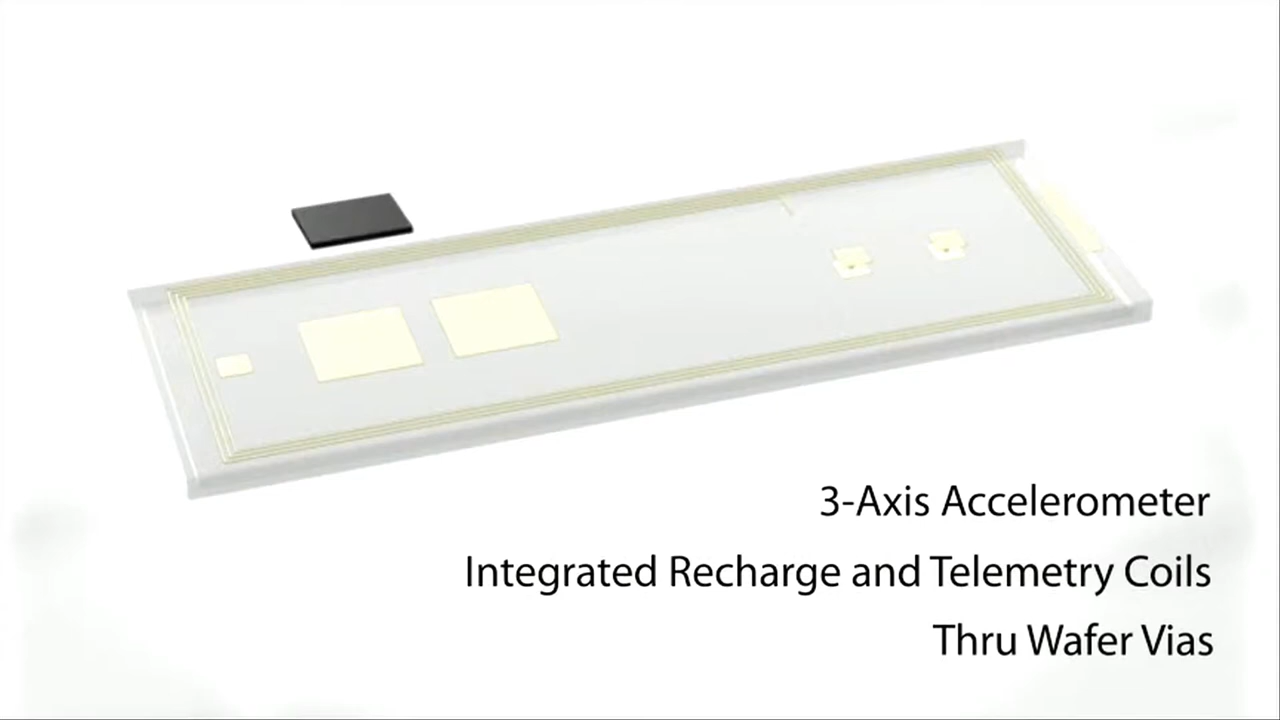 3-Axis Accelerometer
Integrated Recharge and Telemetry Coils
Thru Wafer Vias